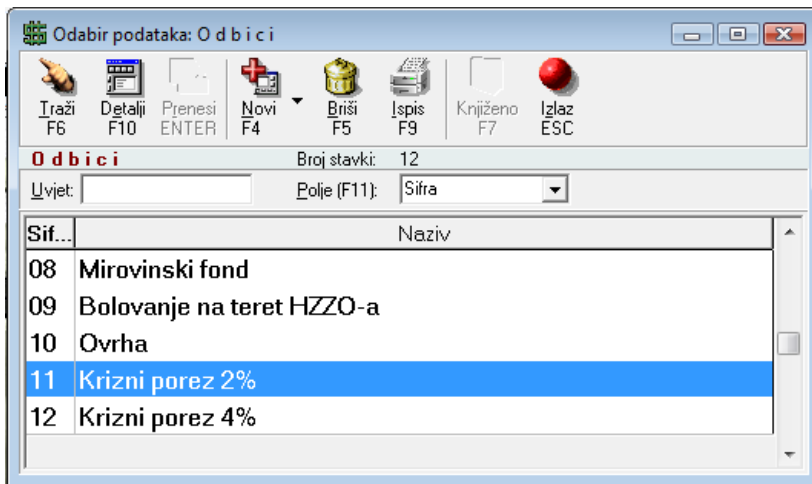 Odabir podataka: O d b i c i
Traži F6
Detalji F10
Prenesi ENTER
Novi F4
Briši F5
Ispis F9
Knjiženo F7
Izlaz ESC
O d b i c i Broj stavki: 12
Uvjet: Polje (F11): Sifra
Sif... Naziv
08 Mirovinski fond
09 Bolovanje na teret HZZO-a
10 Ovrha
11 Krizni porez 2%
12 Krizni porez 4%